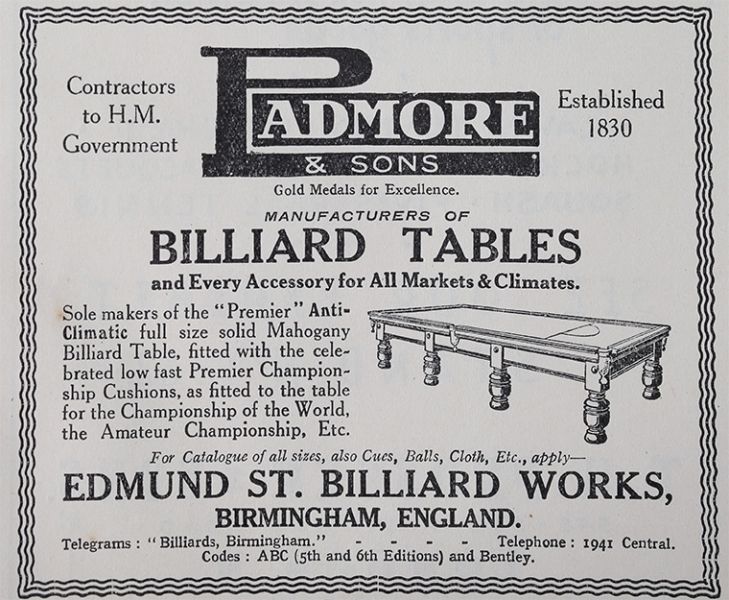 Contractors
to H.M.
Government
PADMORE
& SONS
Established
1830
Gold Medals for Excellence.
MANUFACTURERS OF
BILLIARD TABLES
and Every Accessory for All Markets & Climates.
Sole makers of the "Premier" Anti-
Climatic full size solid Mahogany
Billiard Table, fitted with the cele-
brated low fast Premier Champion-
ship Cushions, as fitted to the table
for the Championship of the World,
the Amateur Championship, Etc.
For Catalogue of all sizes, also Cues, Balls, Cloth, Etc., apply—
EDMUND ST. BILLIARD WORKS,
BIRMINGHAM, ENGLAND.
Telegrams : "Billiards, Birmingham." - - - - Telephone : 1941 Central.
Codes : ABC (5th and 6th Editions) and Bentley.